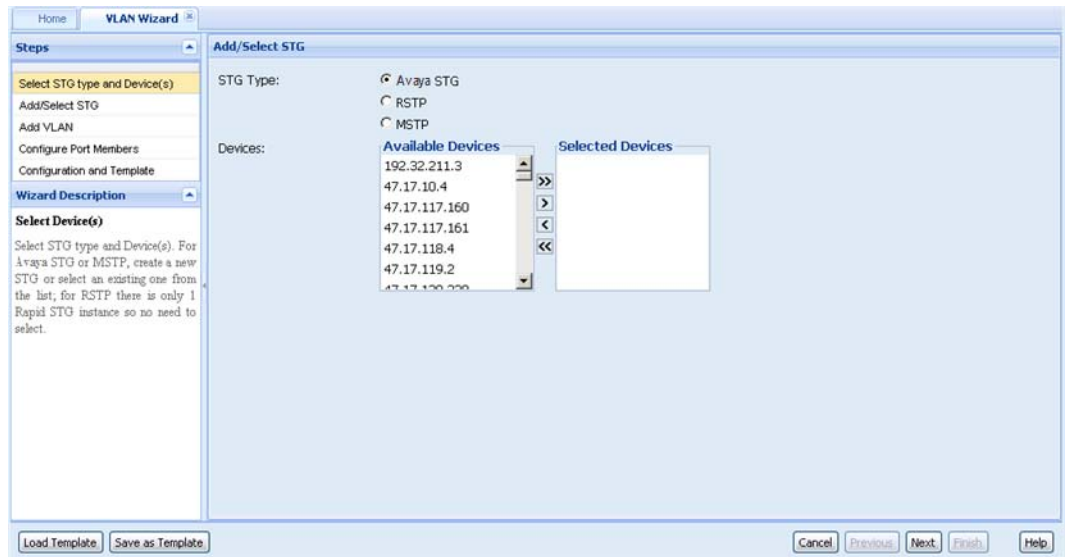 Home
VLAN Wizard
Steps
Select STG type and Device(s)
Add/Select STG
Add VLAN
Configure Port Members
Configuration and Template
Wizard Description
Select Device(s)
Select STG type and Device(s). For
Avaya STG or MSTP, create a new
STG or select an existing one from
the list; for RSTP there is only 1
Rapid STG instance so no need to
select.
Add/Select STG
STG Type:
Avaya STG
RSTP
MSTP
Devices:
Available Devices
192.32.211.3
47.17.10.4
47.17.117.160
47.17.117.161
47.17.118.4
47.17.119.2
>>
>
<
<<
Selected Devices
Load Template
Save as Template
Cancel
Previous
Next
Finish
Help